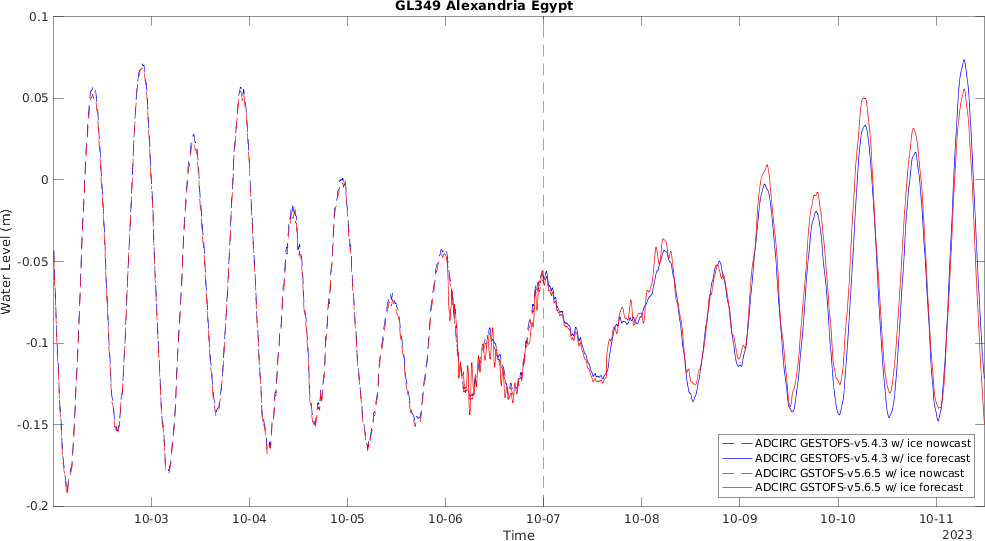 GL349 Alexandria Egypt
0.1
0.05
0
-0.05
-0.1
-0.15
-0.2
Water Level (m)
10-03 10-04 10-05 10-06 10-07 10-08 10-09 10-10 10-11
Time
2023
ADCIRC GESTOFS-v5.4.3 w/ ice nowcast
ADCIRC GESTOFS-v5.4.3 w/ ice forecast
ADCIRC GSTOFS-v5.6.5 w/ ice nowcast
ADCIRC GSTOFS-v5.6.5 w/ ice forecast